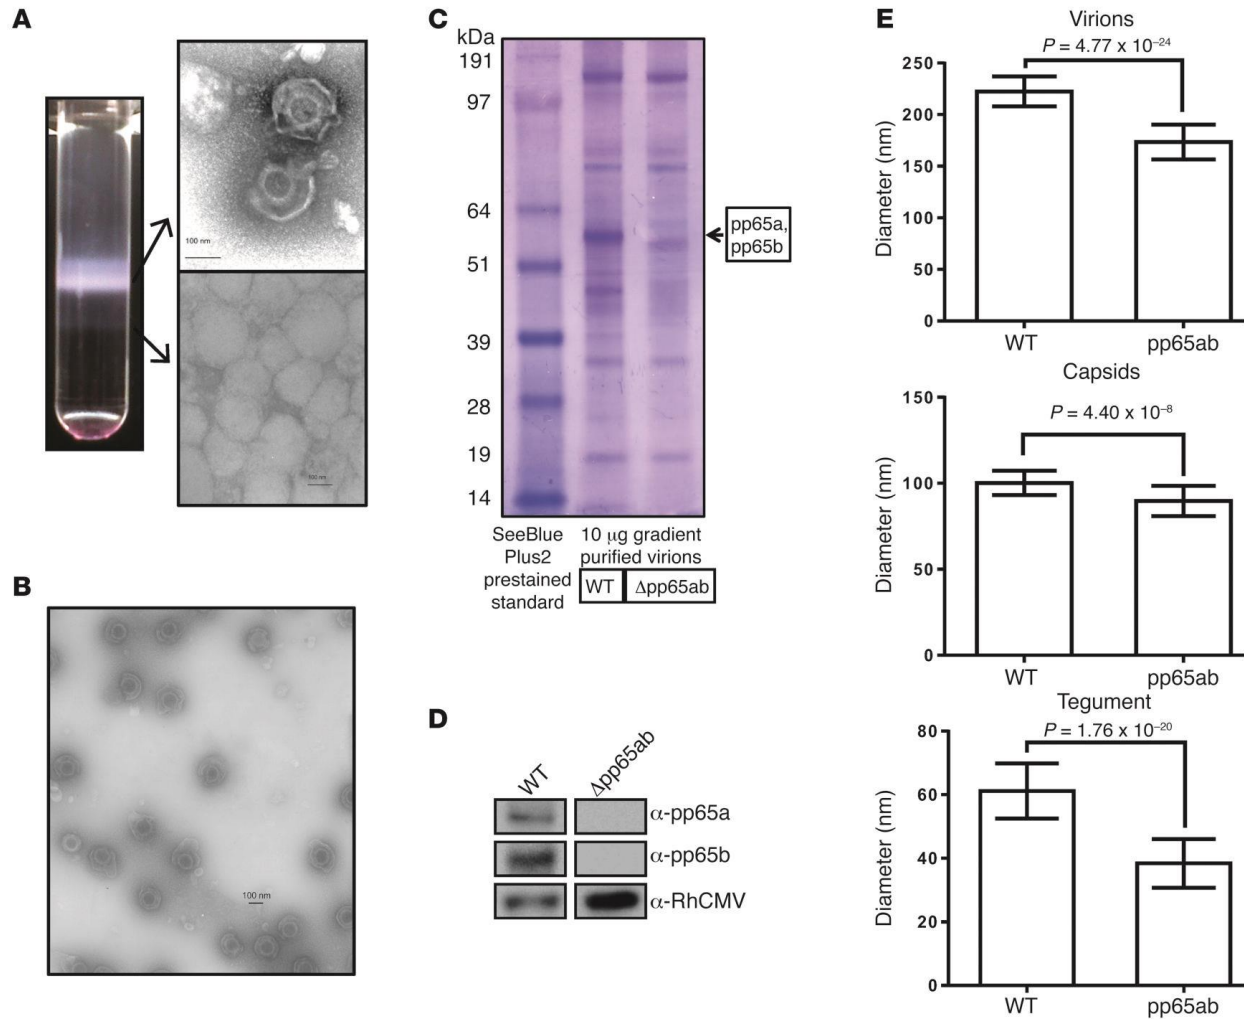 A
100 nm
100 nm
B
100 nm
C
kDa
191
97
64
51
39
28
19
14
pp65a,
pp65b
SeeBlue
Plus2
prestained
standard
10 μg gradient
purified virions
WT
Δpp65ab
D
WT
Δpp65ab
α-pp65a
α-pp65b
α-RhCMV
E
Virions
P = 4.77 x 10⁻²⁴
Diameter (nm)
250
200
150
100
50
0
WT
pp65ab
Capsids
P = 4.40 x 10⁻⁸
Diameter (nm)
150
100
50
0
WT
pp65ab
Tegument
P = 1.76 x 10⁻²⁰
Diameter (nm)
80
60
40
20
0
WT
pp65ab